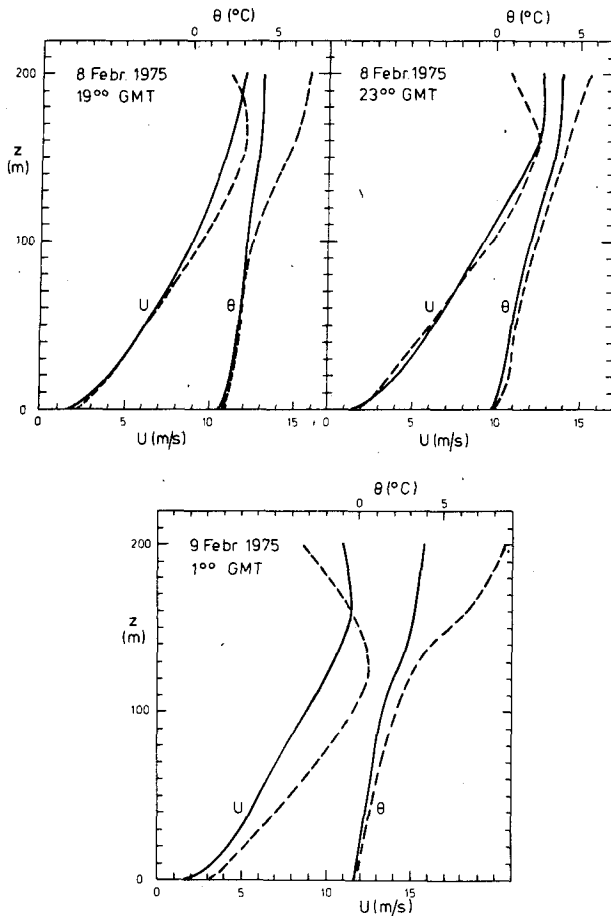 θ (°C)
0 5
0 5
200
8 Febr. 1975
19⁰⁰ GMT
8 Febr. 1975
23⁰⁰ GMT
z
(m)
100
U
θ
U
θ
0
0 5 10 15
0 5 10 15
U (m/s)
U (m/s)
θ (°C)
0 5
200
9 Febr 1975
1⁰⁰ GMT
z
(m)
100
U
θ
0
0 5 10 15
U (m/s)